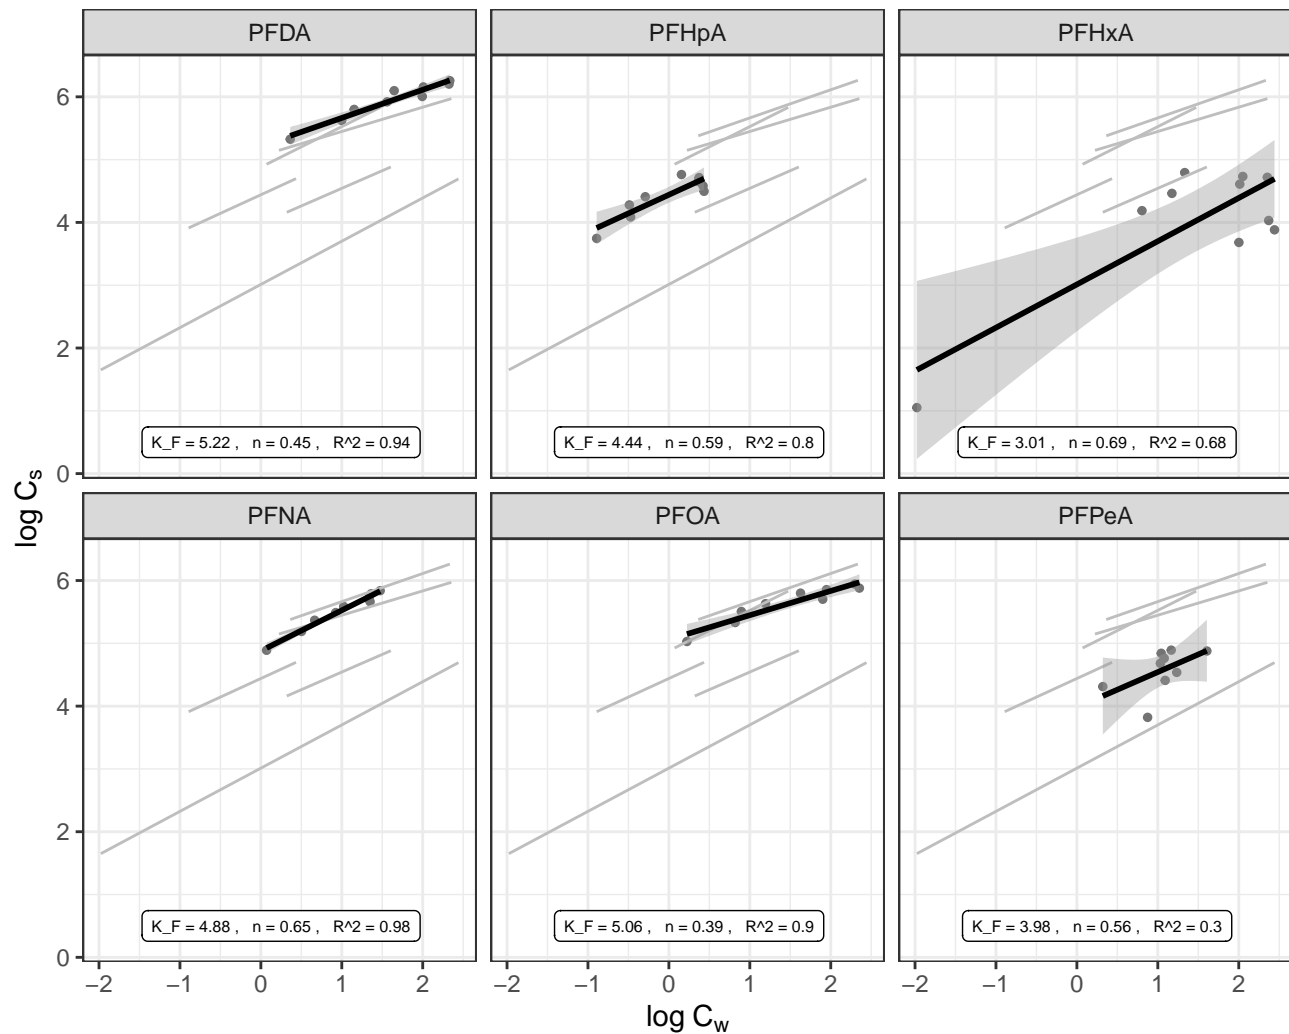 PFDA PFHpA PFHxA
6
4
2
0
K_F = 5.22 , n = 0.45 , R^2 = 0.94
K_F = 4.44 , n = 0.59 , R^2 = 0.8
K_F = 3.01 , n = 0.69 , R^2 = 0.68
log Cs
PFNA PFOA PFPeA
6
4
2
0
K_F = 4.88 , n = 0.65 , R^2 = 0.98
K_F = 5.06 , n = 0.39 , R^2 = 0.9
K_F = 3.98 , n = 0.56 , R^2 = 0.3
−2 −1 0 1 2 −2 −1 0 1 2 −2 −1 0 1 2
log Cw